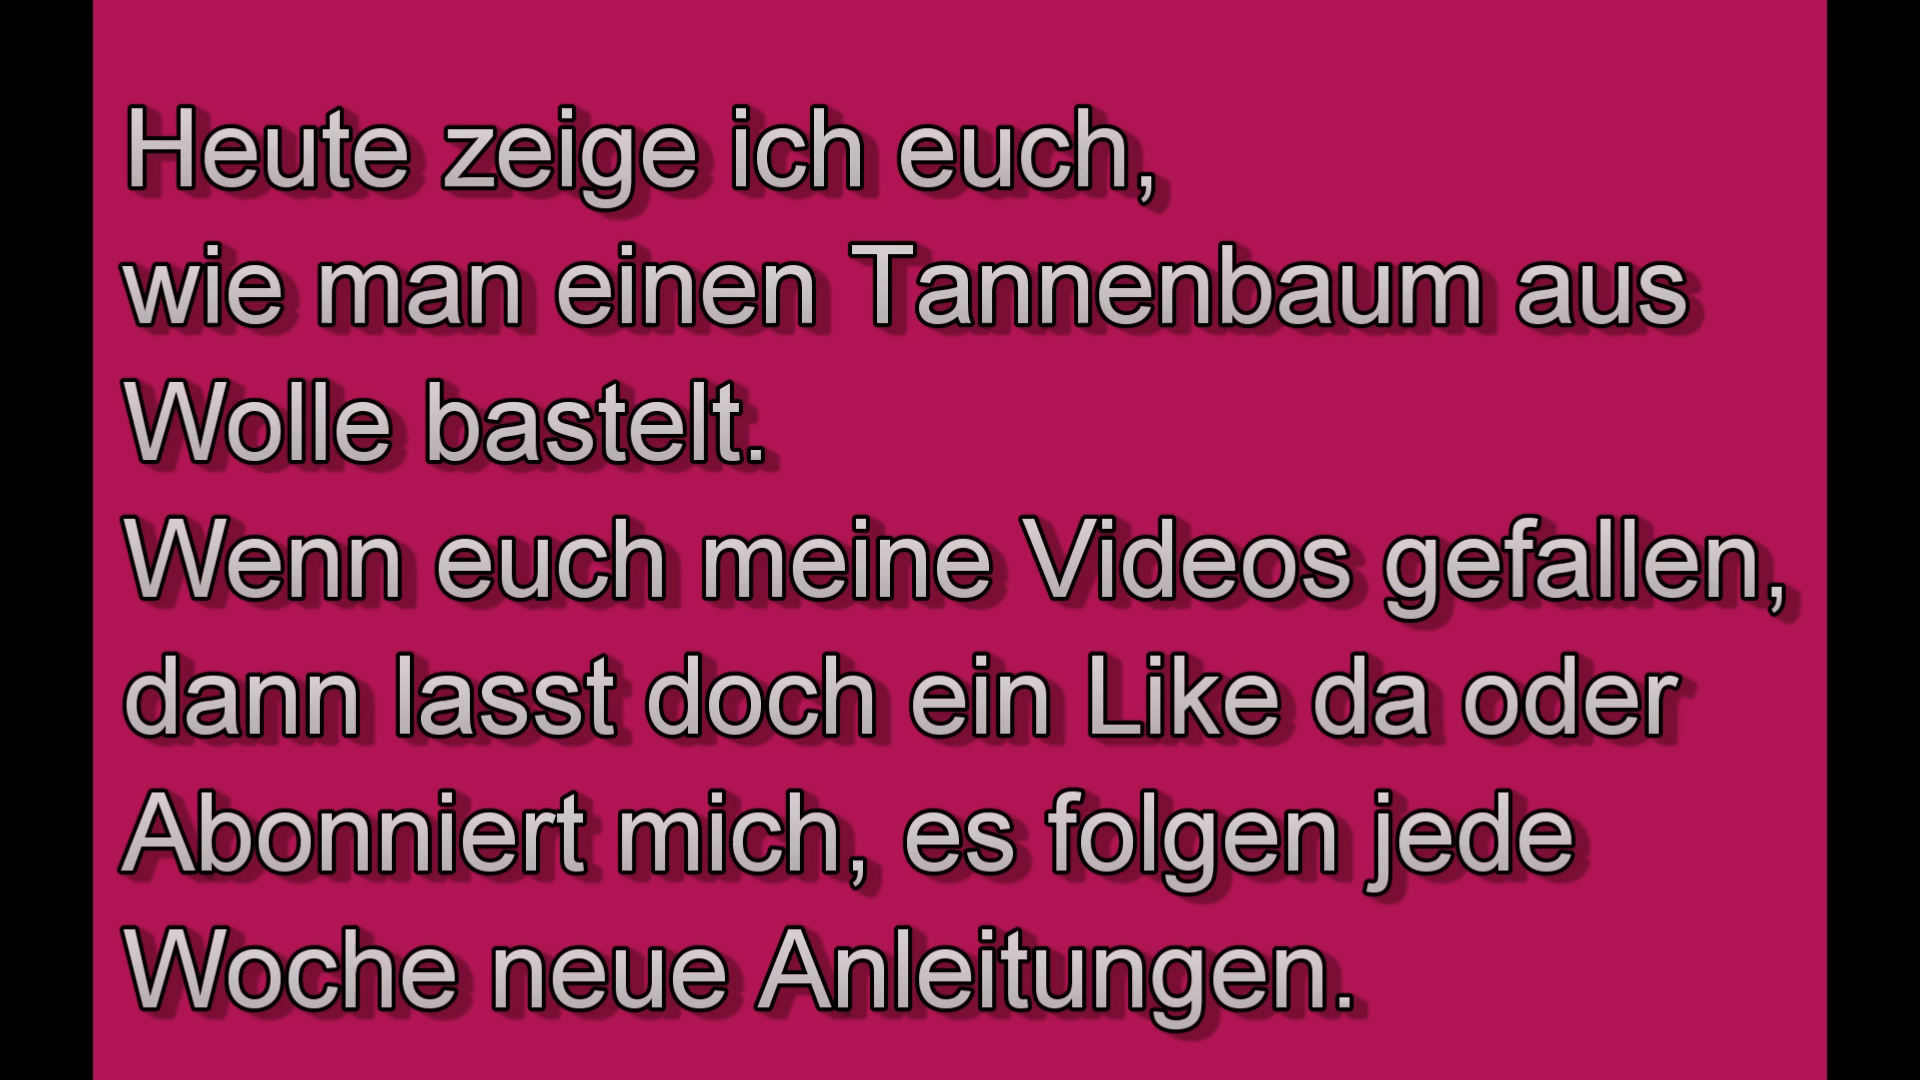 Heute zeige ich euch,
wie man einen Tannenbaum aus
Wolle bastelt.
Wenn euch meine Videos gefallen,
dann lasst doch ein Like da oder
Abonniert mich, es folgen jede
Woche neue Anleitungen.